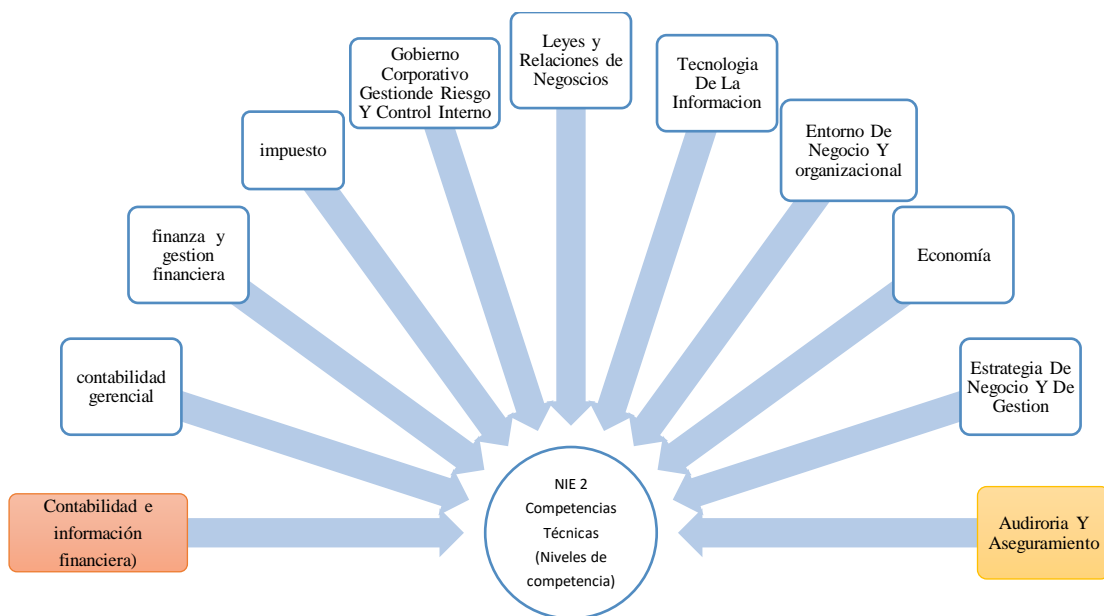 Leyes y
Relaciones de
Negoscios
Gobierno
Corporativo
Gestionde Riesgo
Y Control Interno
Tecnologia
De La
Informacion
impuesto
Entorno De
Negocio Y
organizacional
finanza y
gestion
financiera
Economía
contabilidad
gerencial
Estrategia De
Negocio Y De
Gestion
Contabilidad e
información
financiera)
NIE 2
Competencias
Técnicas
(Niveles de
competencia)
Audiroria Y
Aseguramiento